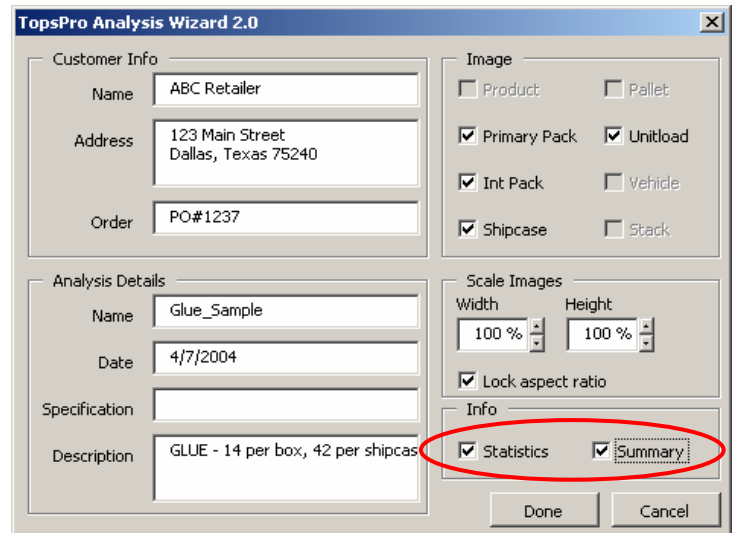 TopsPro Analysis Wizard 2.0
Customer Info
Name
ABC Retailer
Address
123 Main Street
Dallas, Texas 75240
Order
PO#1237
Image
Product
Pallet
Primary Pack
Unitload
Int Pack
Vehicle
Shipcase
Stack
Analysis Details
Name
Glue_Sample
Date
4/7/2004
Specification
Description
GLUE - 14 per box, 42 per shipcas
Scale Images
Width
Height
100 %
100 %
Lock aspect ratio
Info
Statistics
Summary
Done
Cancel